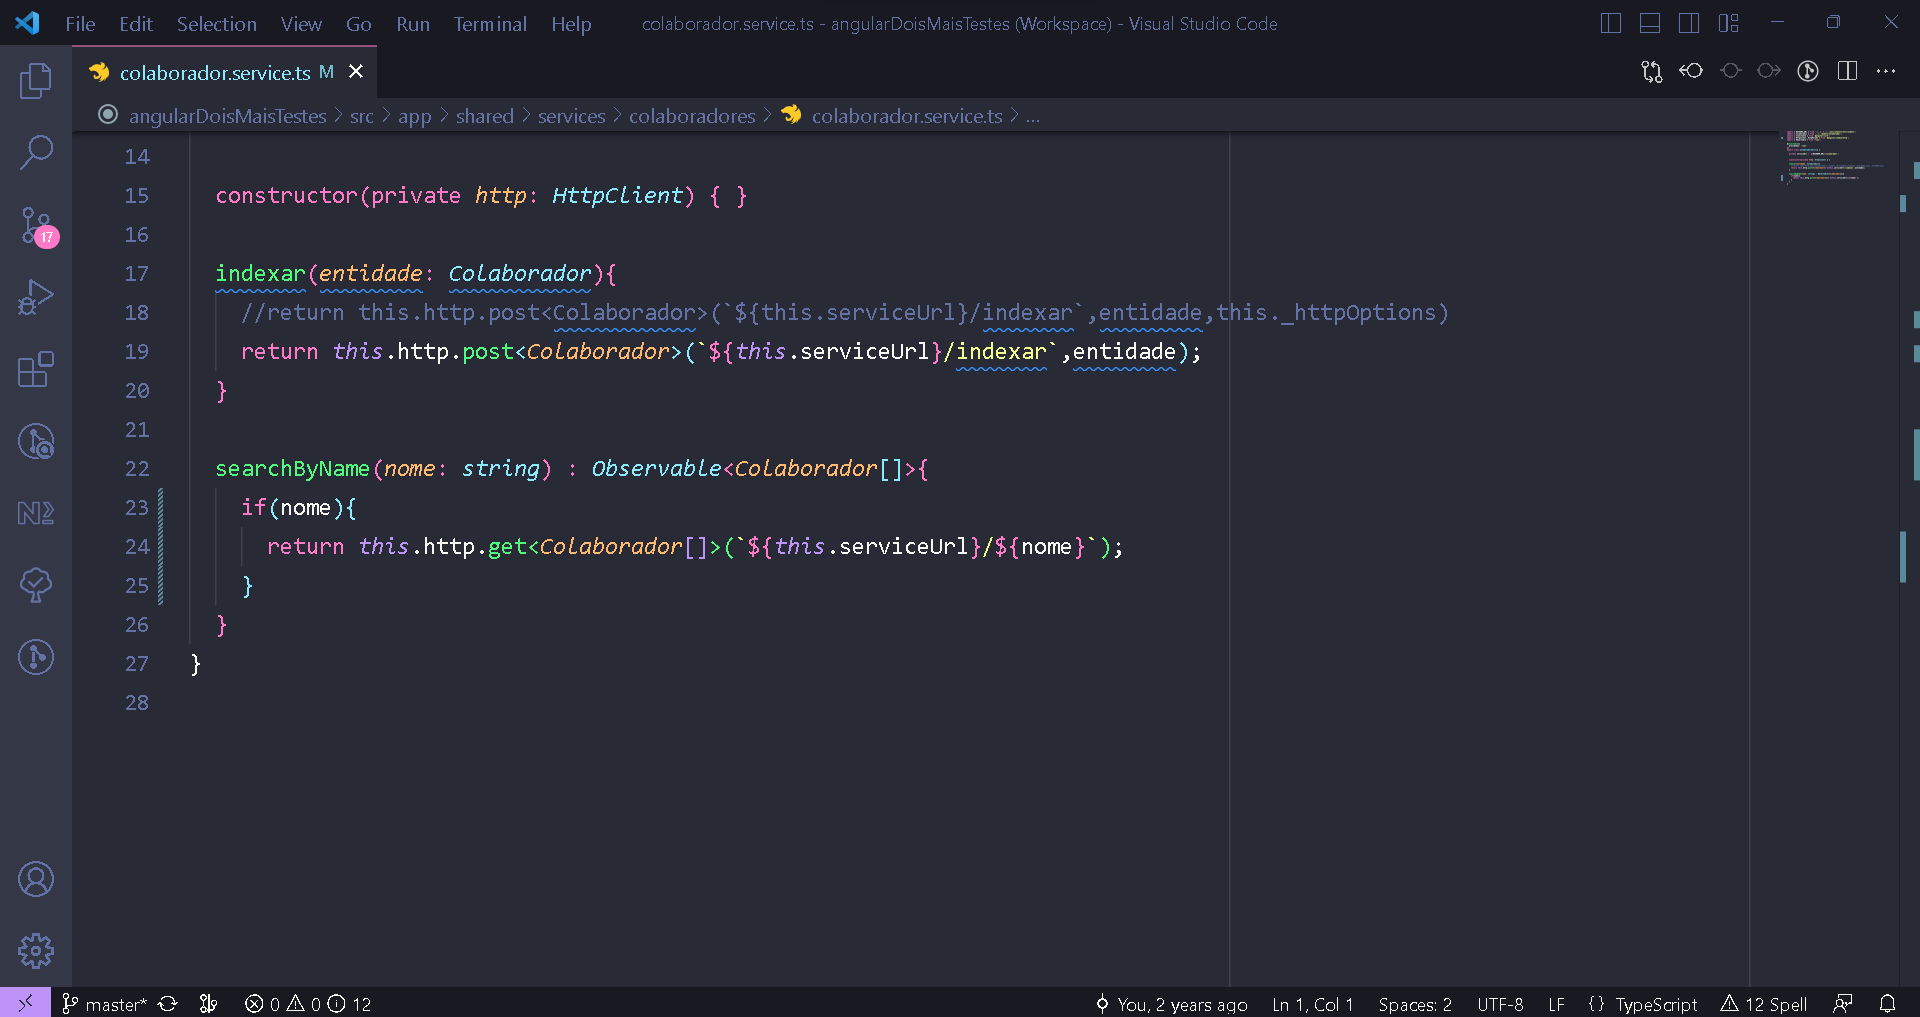 File Edit Selection View Go Run Terminal Help colaborador.service.ts - angularDoisMaisTestes (Workspace) - Visual Studio Code
colaborador.service.ts M
angularDoisMaisTestes > src > app > shared > services > colaboradores > colaborador.service.ts > ...
14
15 constructor(private http: HttpClient) { }
16
17 indexar(entidade: Colaborador){
18 //return this.http.post<Colaborador>(`${this.serviceUrl}/indexar`,entidade,this._httpOptions)
19 return this.http.post<Colaborador>(`${this.serviceUrl}/indexar`,entidade);
20 }
21
22 searchByName(nome: string) : Observable<Colaborador[]>{
23 if(nome){
24 return this.http.get<Colaborador[]>(`${this.serviceUrl}/${nome}`);
25 }
26 }
27 }
28
17
master* 0 0 12 You, 2 years ago Ln 1, Col 1 Spaces: 2 UTF-8 LF {} TypeScript 12 Spell